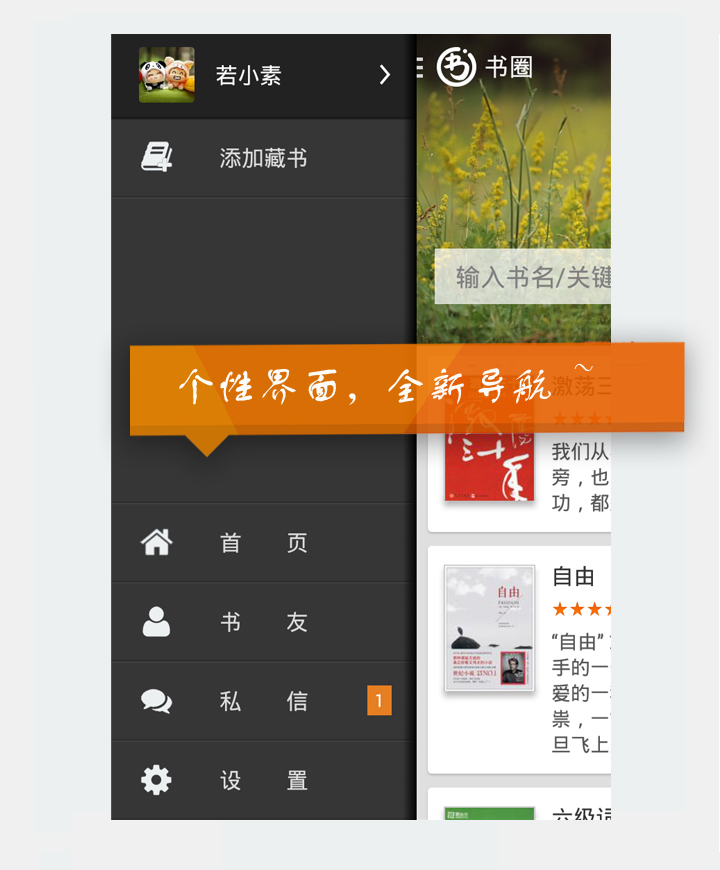 若小素
书圈
添加藏书
输入书名/关键
个性界面，全新导航~
激荡三
我们从
旁，也
功，都
首 页
自由
自由
书 友
“自由”
手的一
爱的一
私 信 1
祟，一
旦飞上
设 置
六级词